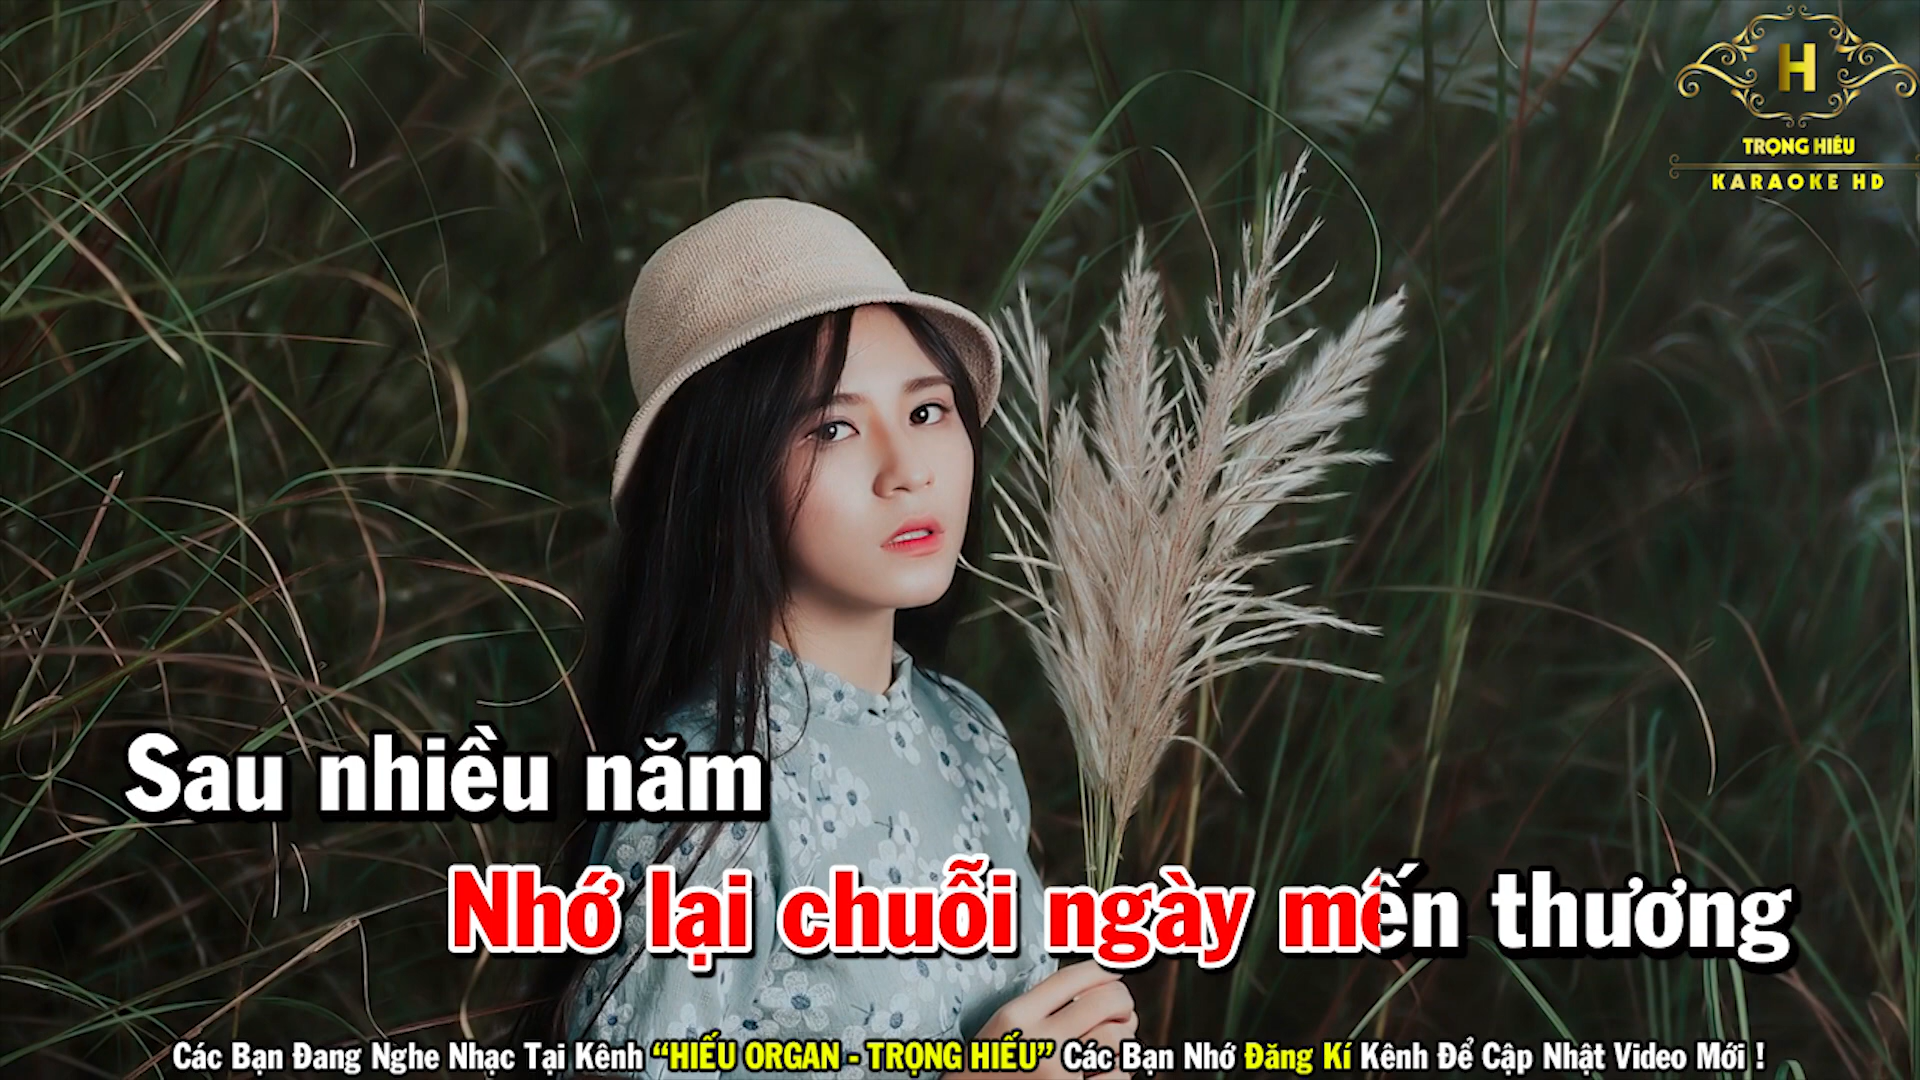 H
TRỌNG HIẾU
KARAOKE HD
Sau nhiều năm
Nhớ lại chuỗi ngày mến thương
Các Bạn Đang Nghe Nhạc Tại Kênh “HIẾU ORGAN - TRỌNG HIẾU” Các Bạn Nhớ Đăng Kí Kênh Để Cập Nhật Video Mới !